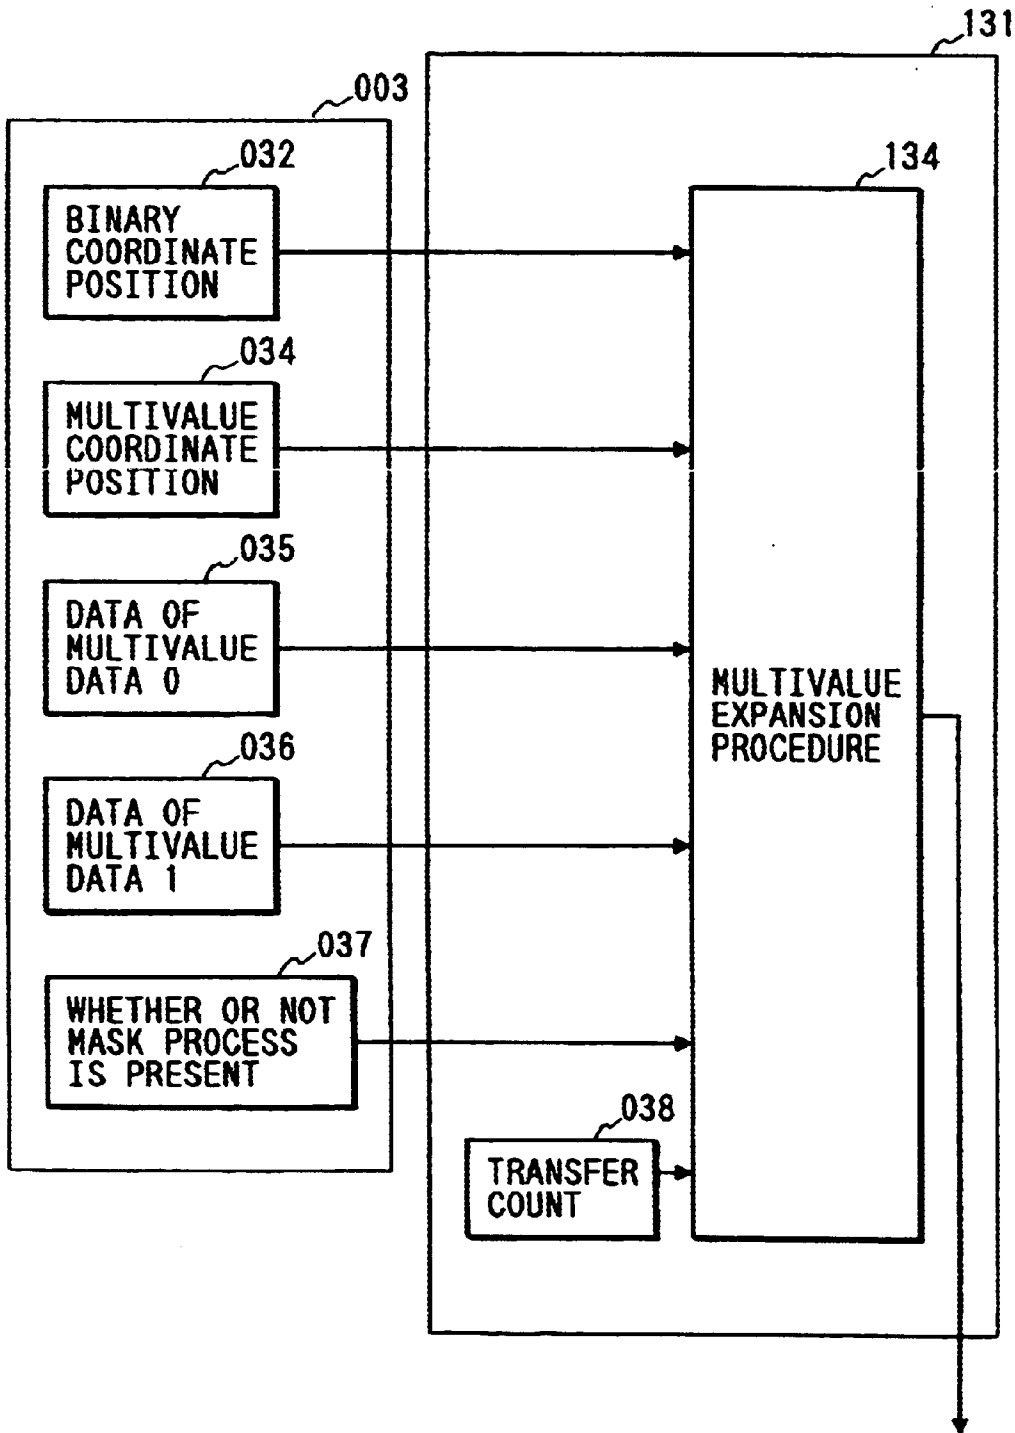 131
003
032
BINARY
COORDINATE
POSITION
134
034
MULTIVALUE
COORDINATE
POSITION
035
DATA OF
MULTIVALUE
DATA 0
MULTIVALUE
EXPANSION
PROCEDURE
036
DATA OF
MULTIVALUE
DATA 1
037
WHETHER OR NOT
MASK PROCESS
IS PRESENT
038
TRANSFER
COUNT